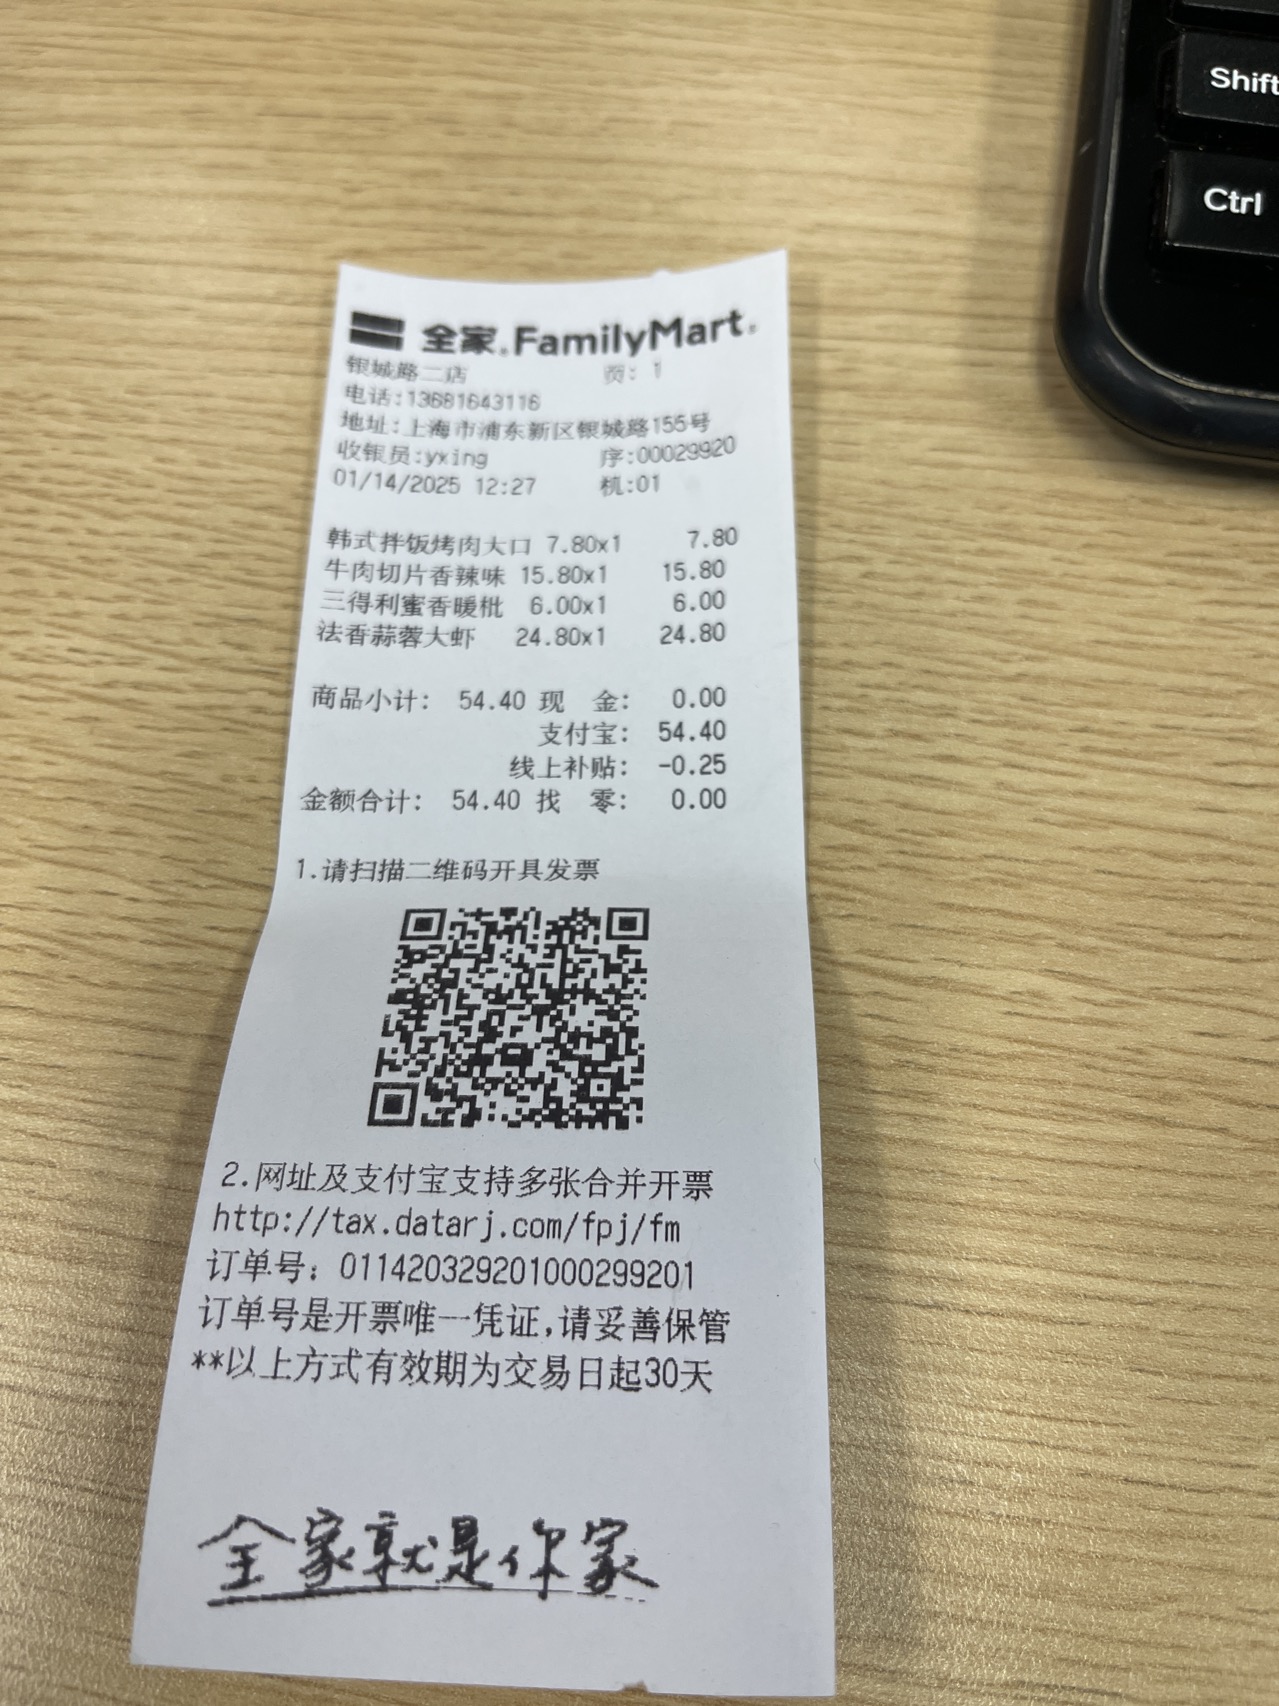 全家.FamilyMart.
银城路二店 页: 1
电话:13681643116
地址:上海市浦东新区银城路155号
收银员:yxing 序:00029920
01/14/2025 12:27 机:01
韩式拌饭烤肉大口 7.80x1 7.80
牛肉切片香辣味 15.80x1 15.80
三得利蜜香暖枇 6.00x1 6.00
法香蒜蓉大虾 24.80x1 24.80
商品小计: 54.40 现 金: 0.00
支付宝: 54.40
线上补贴: -0.25
金额合计: 54.40 找 零: 0.00
1.请扫描二维码开具发票
2.网址及支付宝支持多张合并开票
http://tax.datarj.com/fpj/fm
订单号: 011420329201000299201
订单号是开票唯一凭证,请妥善保管
**以上方式有效期为交易日起30天
全家就是你家
Shift
Ctrl